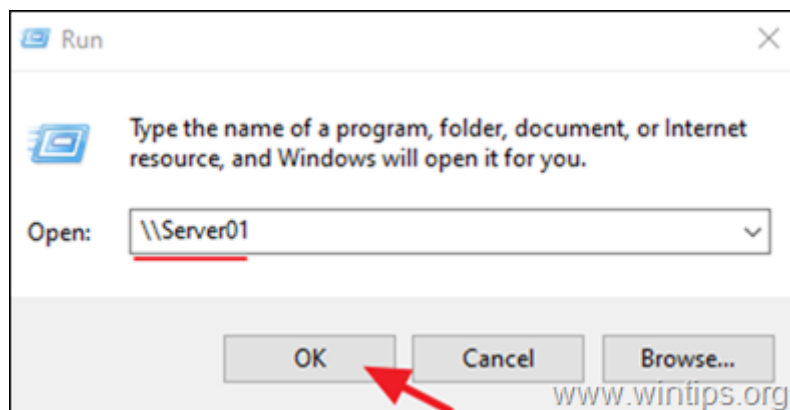 Run
Type the name of a program, folder, document, or Internet
resource, and Windows will open it for you.
Open: \\Server01
OK Cancel Browse...
www.wintips.org